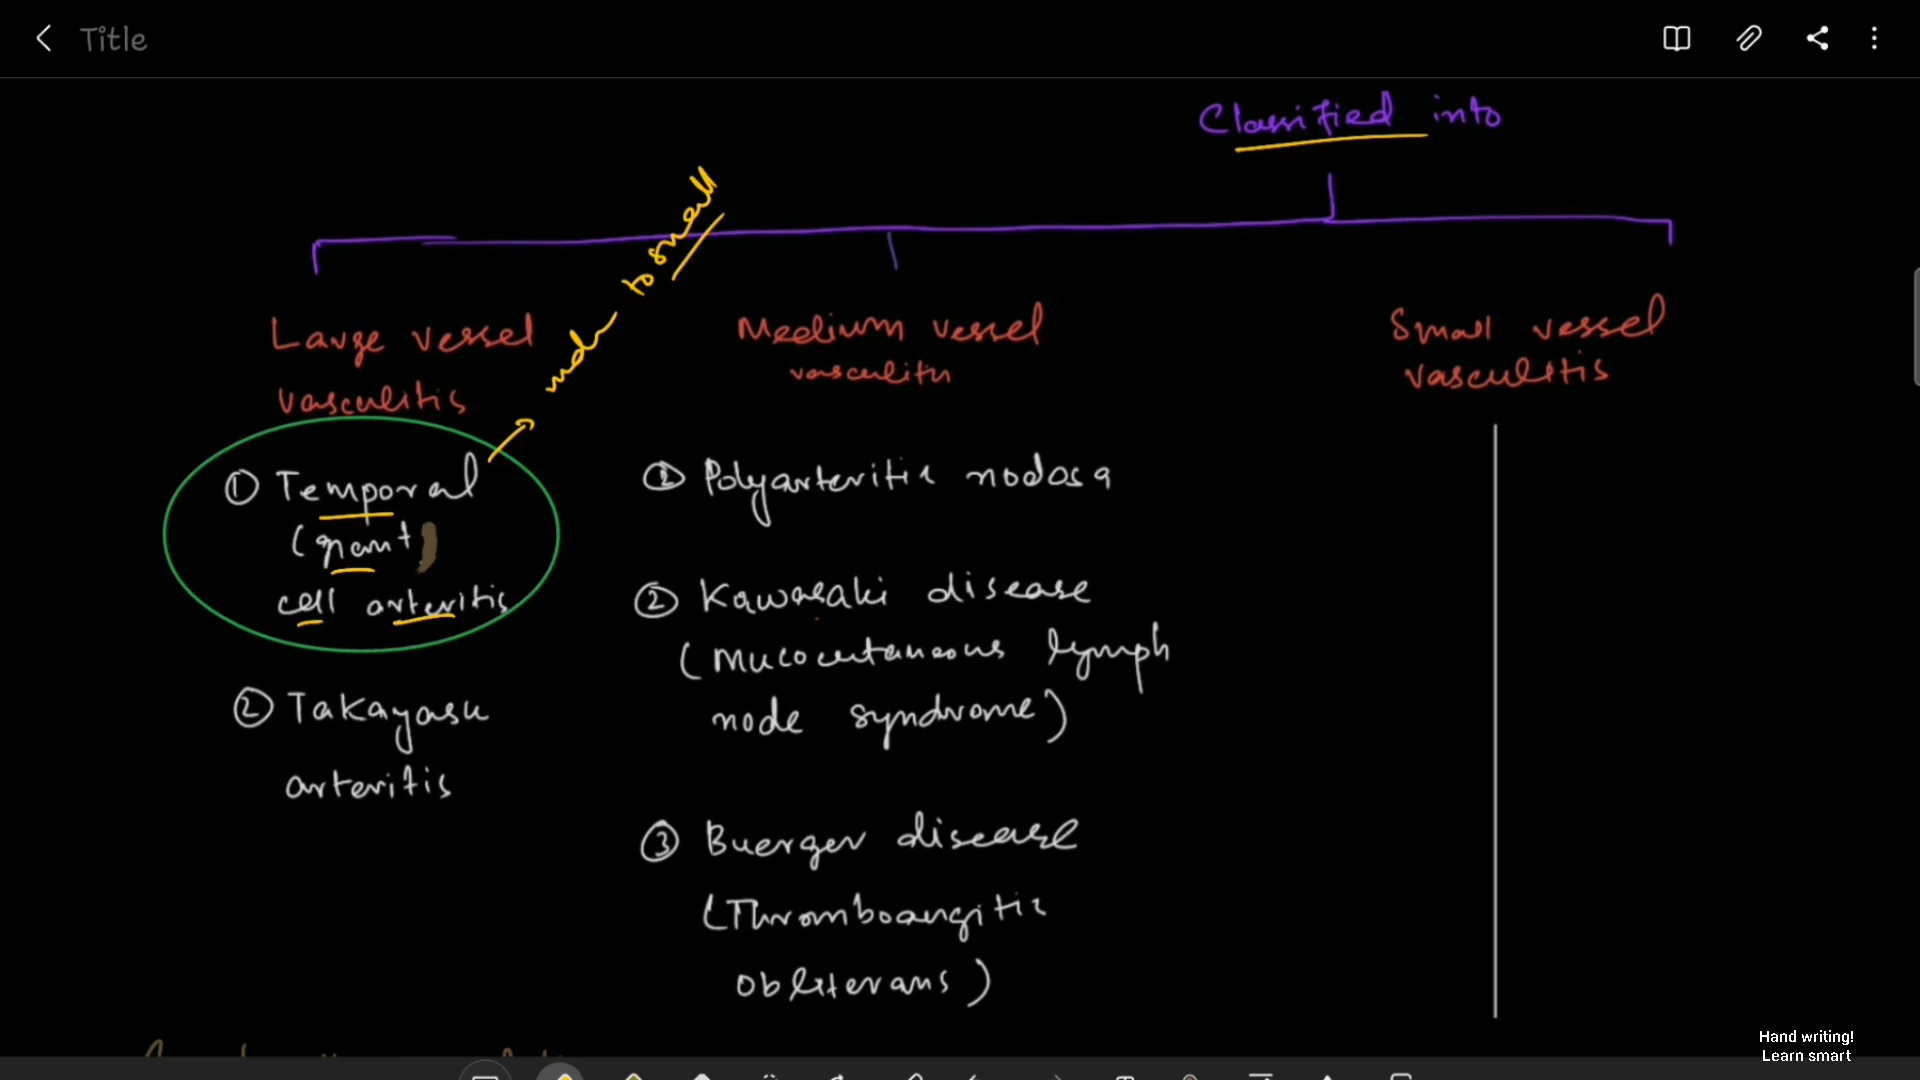 Title
Classified into
to small
Large vessel
vasculitis
Medium vessel
vasculitis
Small vessel
vasculitis
① Temporal
(giant)
cell arteritis
② Takayasu
arteritis
① Polyarteritis nodosa
② Kawasaki disease
(Mucocutaneous lymph
node syndrome)
③ Buerger disease
(Thromboangitis
obliterans)
Hand writing!
Learn smart